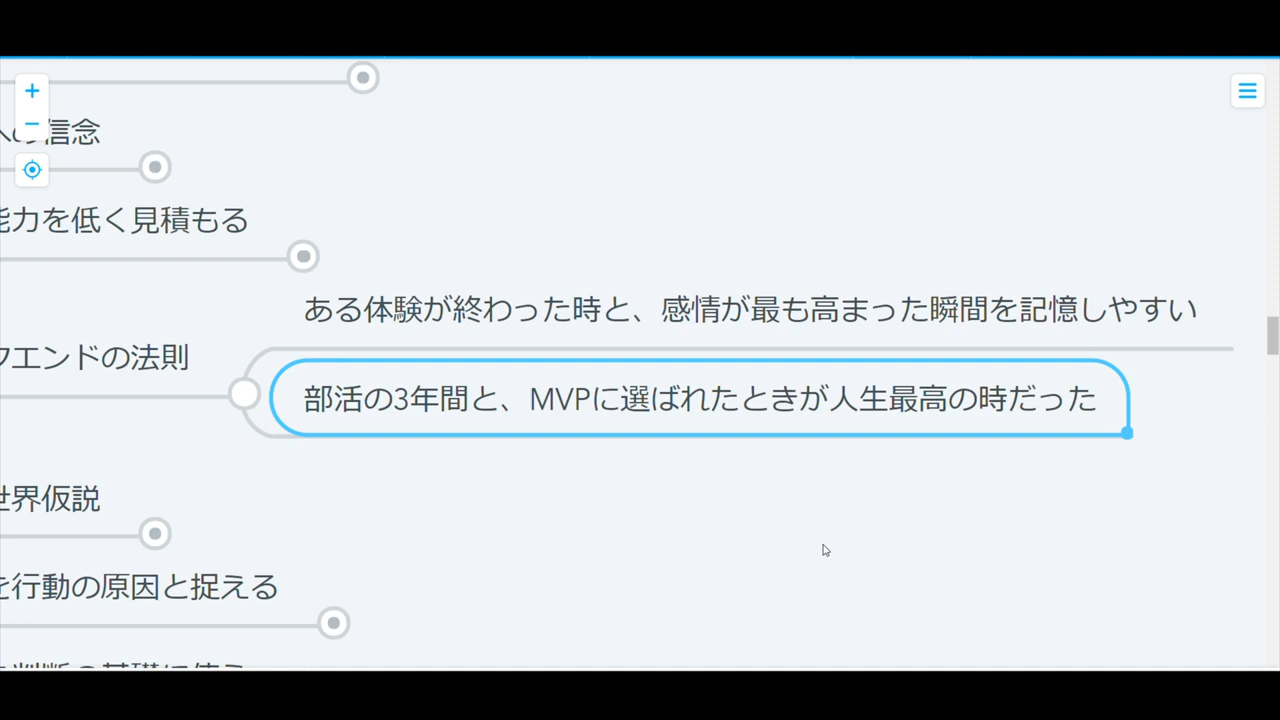 への信念
能力を低く見積もる
ある体験が終わった時と、感情が最も高まった瞬間を記憶しやすい
クエンドの法則
部活の3年間と、MVPに選ばれたときが人生最高の時だった
世界仮説
を行動の原因と捉える